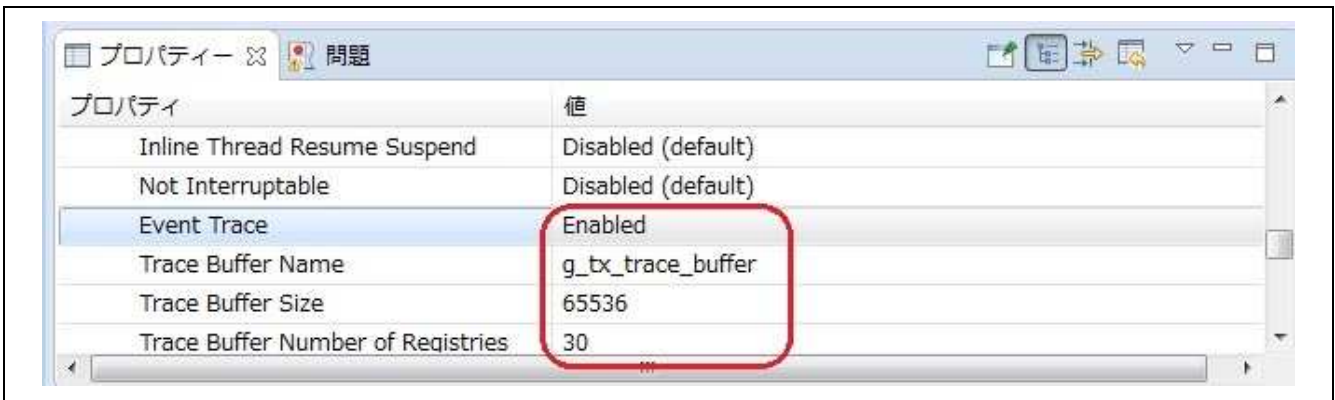 プロパティー 問題
プロパティ 値
Inline Thread Resume Suspend Disabled (default)
Not Interruptable Disabled (default)
Event Trace Enabled
Trace Buffer Name g_tx_trace_buffer
Trace Buffer Size 65536
Trace Buffer Number of Registries 30